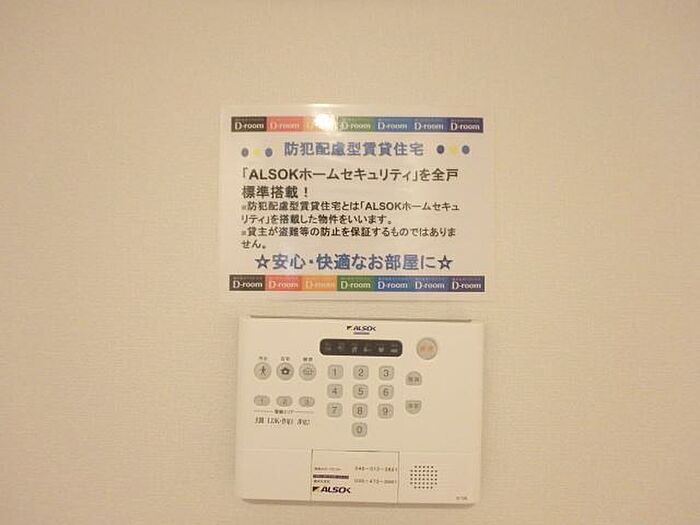 D-room D-room D-room D-room D-room D-room D-room
防犯配慮型賃貸住宅
「ALSOKホームセキュリティ」を全戸
標準搭載！
※防犯配慮型賃貸住宅とは「ALSOKホームセキュ
リティ」を搭載した物件をいいます。
※貸主が盗難等の防止を保証するものではありま
せん。
☆安心・快適なお部屋に☆
D-room D-room D-room D-room D-room D-room D-room
ALSOK
1 2 3
4 5 6
7 8 9
0
1 2 3
ALSOK